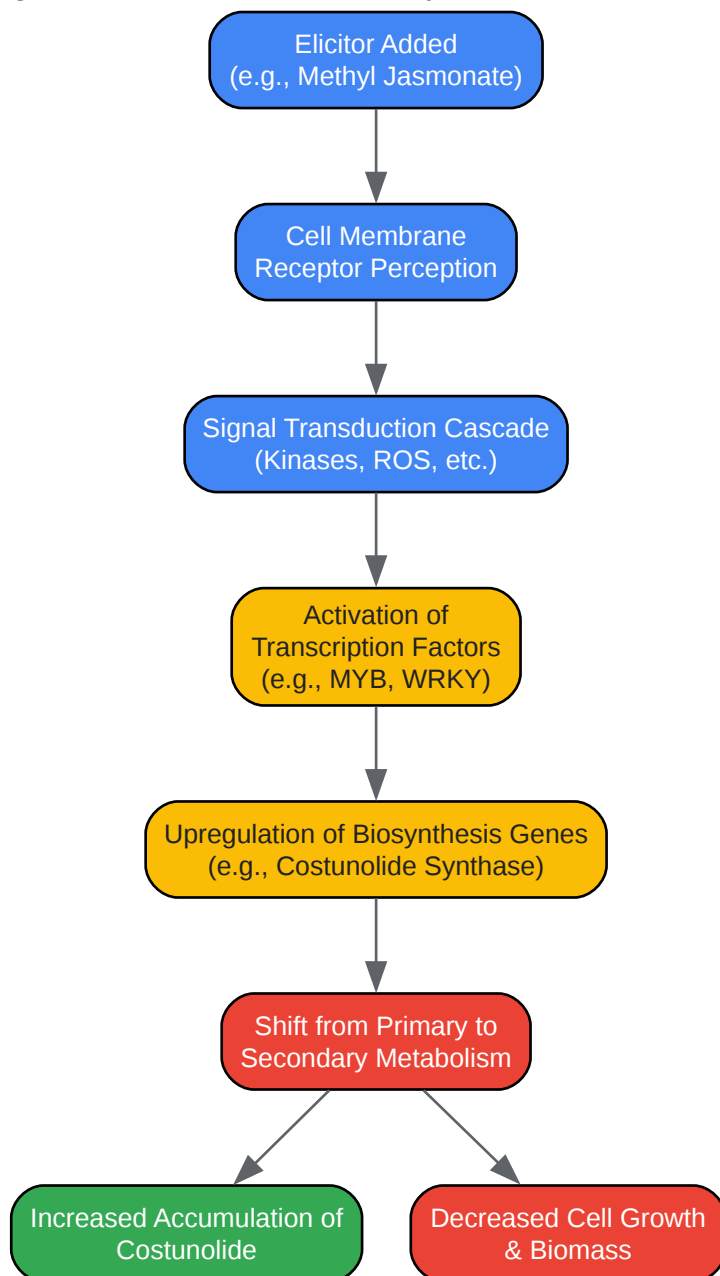 Elicitor Added
(e.g., Methyl Jasmonate)
Cell Membrane
Receptor Perception
Signal Transduction Cascade
(Kinases, ROS, etc.)
Activation of
Transcription Factors
(e.g., MYB, WRKY)
Upregulation of Biosynthesis Genes
(e.g., Costunolide Synthase)
Shift from Primary to
Secondary Metabolism
Increased Accumulation of
Costunolide
Decreased Cell Growth
& Biomass